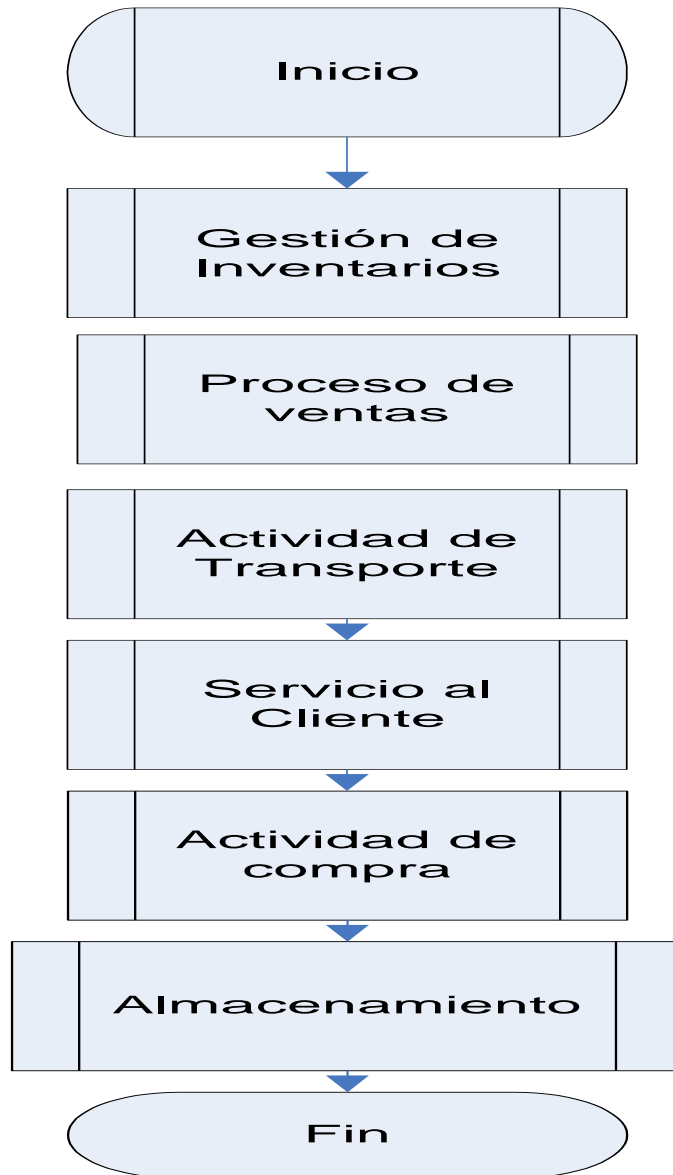 Inicio
Gestión de
Inventarios
Proceso de
ventas
Actividad de
Transporte
Servicio al
Cliente
Actividad de
compra
Almacenamiento
Fin